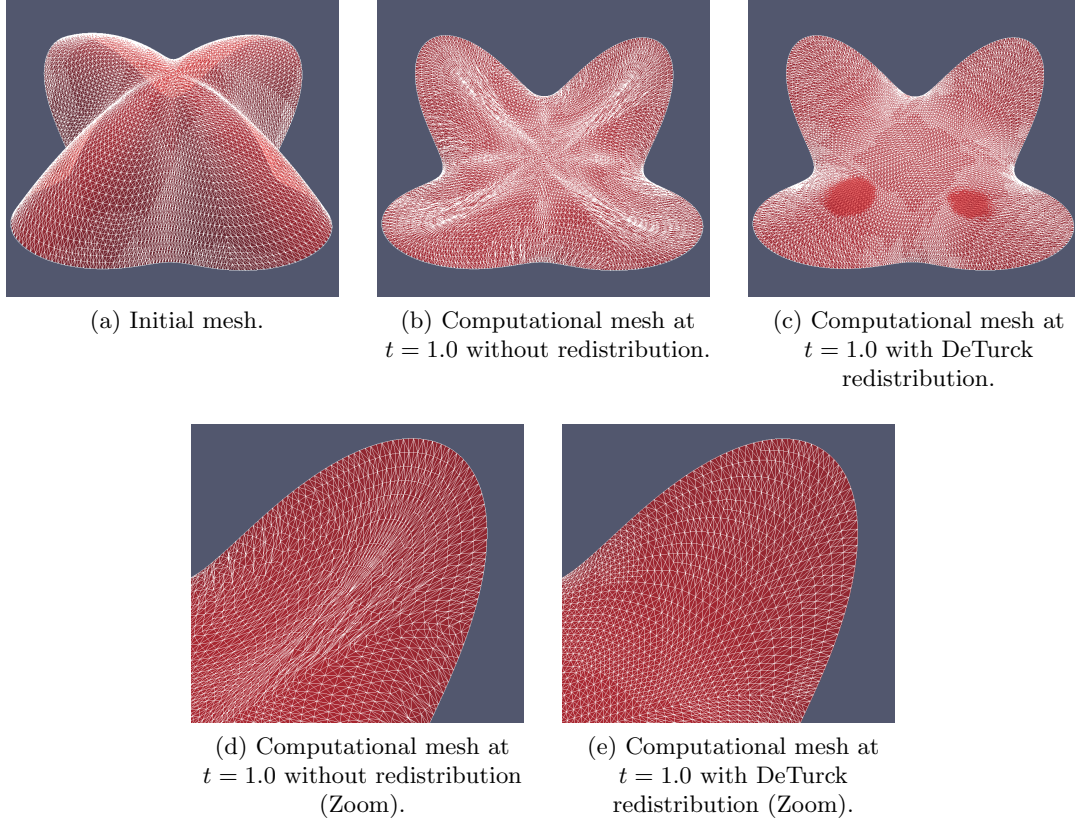 (a) Initial mesh.
(b) Computational mesh at
t = 1.0 without redistribution.
(c) Computational mesh at
t = 1.0 with DeTurck
redistribution.
(d) Computational mesh at
t = 1.0 without redistribution
(Zoom).
(e) Computational mesh at
t = 1.0 with DeTurck
redistribution (Zoom).